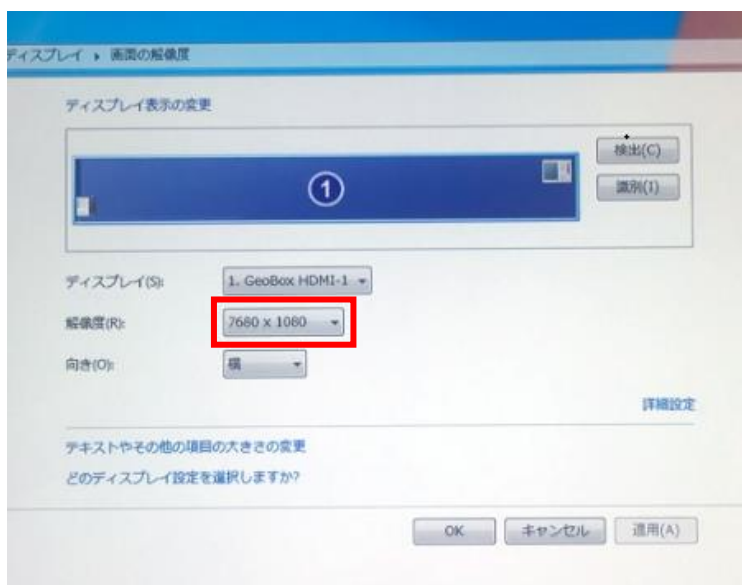 ディスプレイ ▸ 画面の解像度
ディスプレイ表示の変更
検出(C)
識別(I)
1
ディスプレイ(S): 1. GeoBox HDMI-1
解像度(R): 7680 x 1080
向き(O): 横
詳細設定
テキストやその他の項目の大きさの変更
どのディスプレイ設定を選択しますか?
OK キャンセル 適用(A)